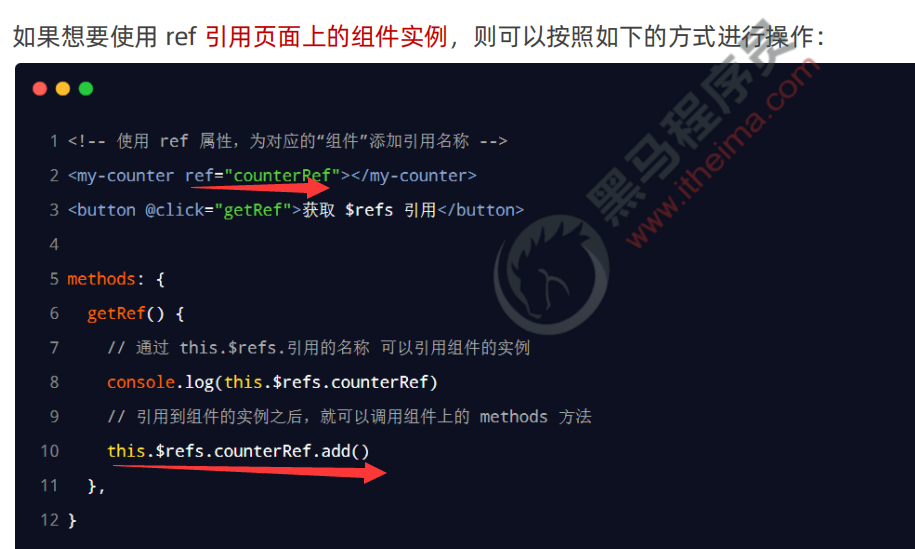 如果想要使用 ref 引用页面上的组件实例，则可以按照如下的方式进行操作：
1 <!-- 使用 ref 属性，为对应的“组件”添加引用名称 -->
2 <my-counter ref="counterRef"></my-counter>
3 <button @click="getRef">获取 $refs 引用</button>
4
5 methods: {
6   getRef() {
7     // 通过 this.$refs.引用的名称 可以引用组件的实例
8     console.log(this.$refs.counterRef)
9     // 引用到组件的实例之后，就可以调用组件上的 methods 方法
10     this.$refs.counterRef.add()
11   },
12 }
黑马程序员
www.itheima.com